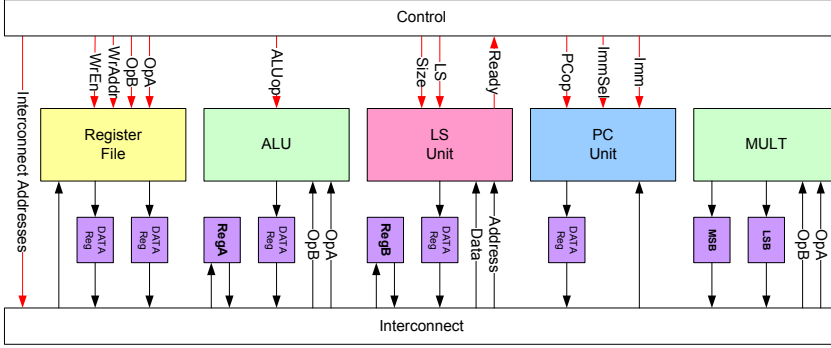 Control
Interconnect Addresses
WrEn
WrAddr
OpB
OpA
ALUop
Size
LS
Ready
PCop
ImmSel
Imm
Register
File
ALU
LS
Unit
PC
Unit
MULT
DATA
Reg
DATA
Reg
RegA
DATA
Reg
OpB
OpA
RegB
DATA
Reg
Data
Address
DATA
Reg
MSB
LSB
OpB
OpA
Interconnect